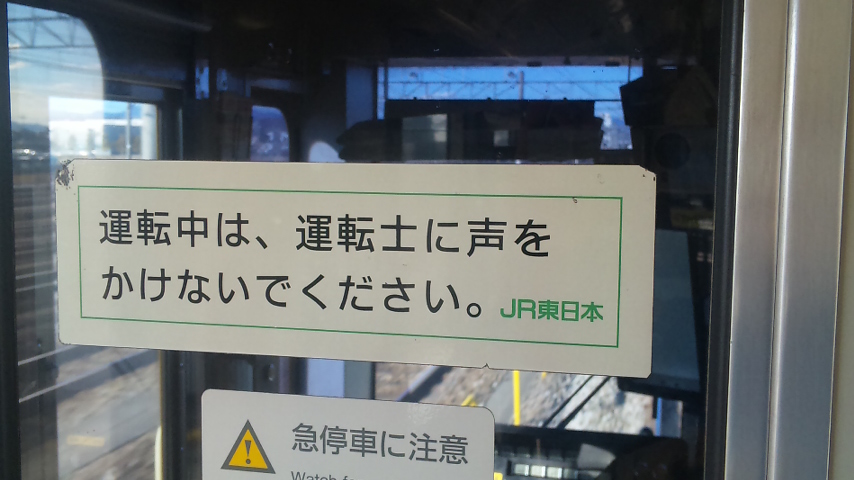 運転中は、運転士に声を
かけないでください。
JR東日本
急停車に注意
Watch